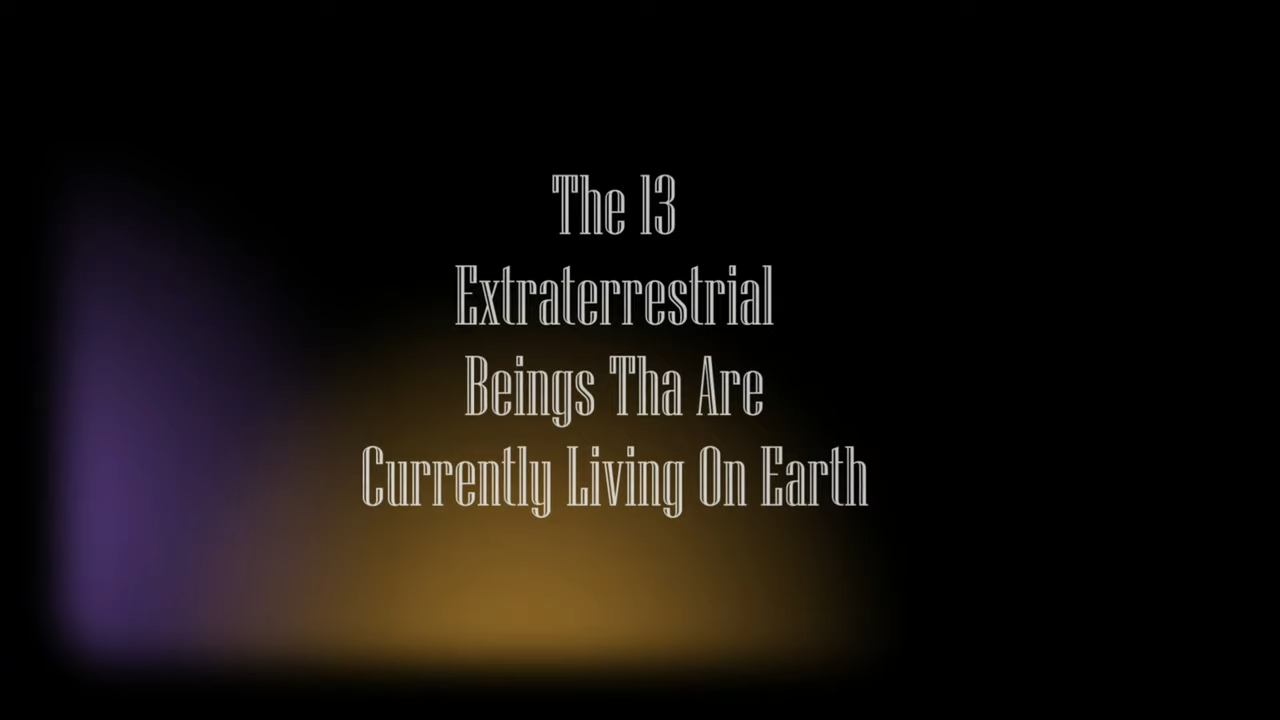 The 13
Extraterrestrial
Beings Tha Are
Currently Living On Earth